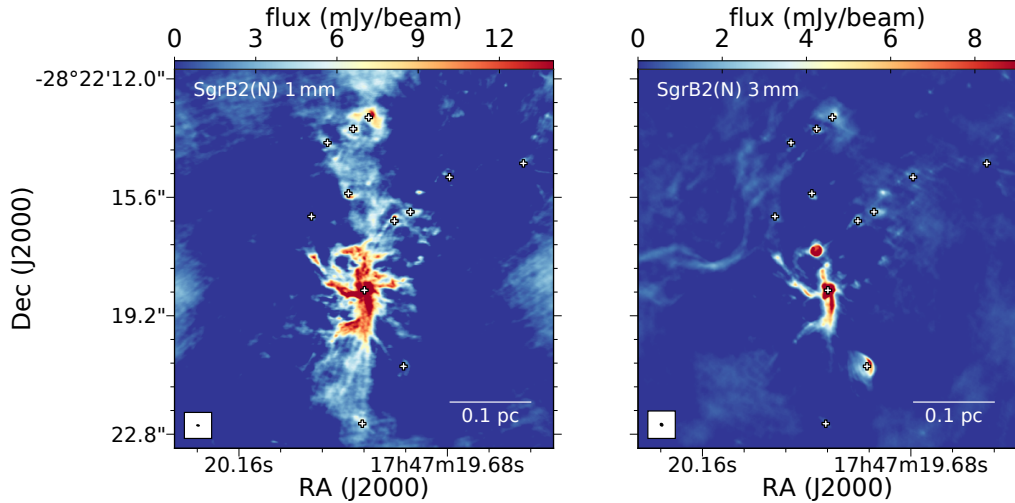 flux (mJy/beam)
0 3 6 9 12
SgrB2(N) 1 mm
-28°22'12.0"
15.6"
19.2"
22.8"
Dec (J2000)
0.1 pc
20.16s 17h47m19.68s
RA (J2000)
flux (mJy/beam)
0 2 4 6 8
SgrB2(N) 3 mm
0.1 pc
20.16s 17h47m19.68s
RA (J2000)